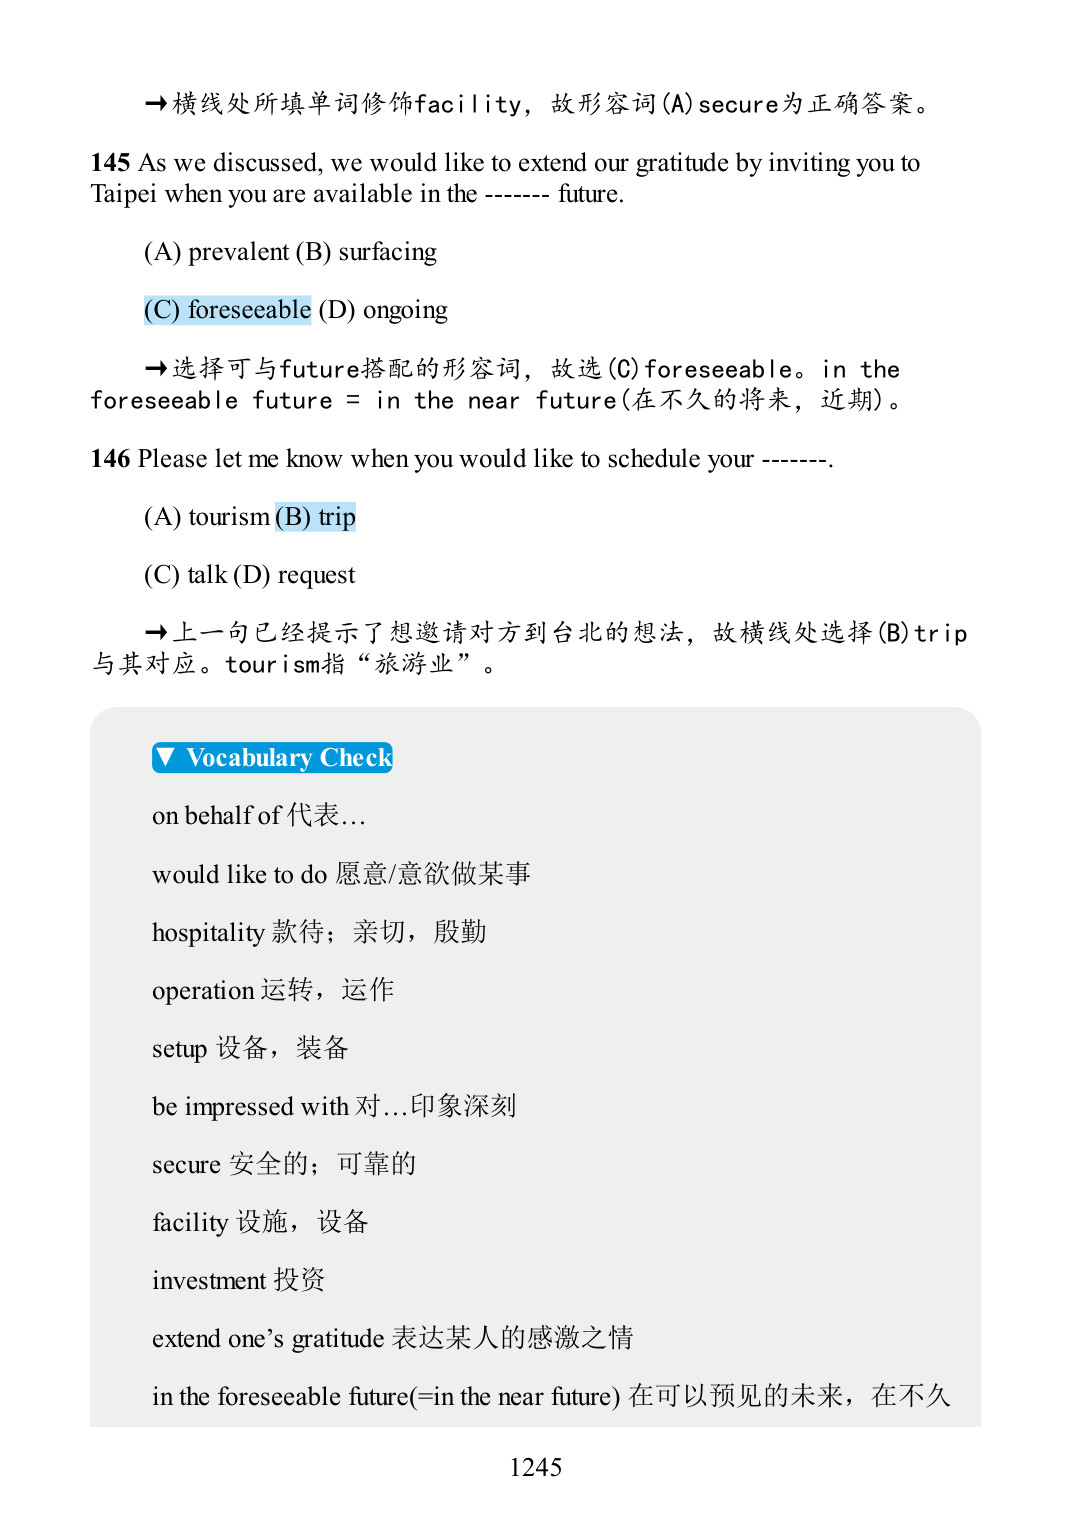 ➞横线处所填单词修饰facility，故形容词(A)secure为正确答案。
145 As we discussed, we would like to extend our gratitude by inviting you to
Taipei when you are available in the ------- future.
(A) prevalent (B) surfacing
(C) foreseeable (D) ongoing
➞选择可与future搭配的形容词，故选(C)foreseeable。in the
foreseeable future = in the near future(在不久的将来，近期)。
146 Please let me know when you would like to schedule your -------.
(A) tourism (B) trip
(C) talk (D) request
➞上一句已经提示了想邀请对方到台北的想法，故横线处选择(B)trip
与其对应。tourism指“旅游业”。
▼ Vocabulary Check
on behalf of 代表…
would like to do 愿意/意欲做某事
hospitality 款待；亲切，殷勤
operation 运转，运作
setup 设备，装备
be impressed with 对…印象深刻
secure 安全的；可靠的
facility 设施，设备
investment 投资
extend one’s gratitude 表达某人的感激之情
in the foreseeable future(=in the near future) 在可以预见的未来，在不久
1245